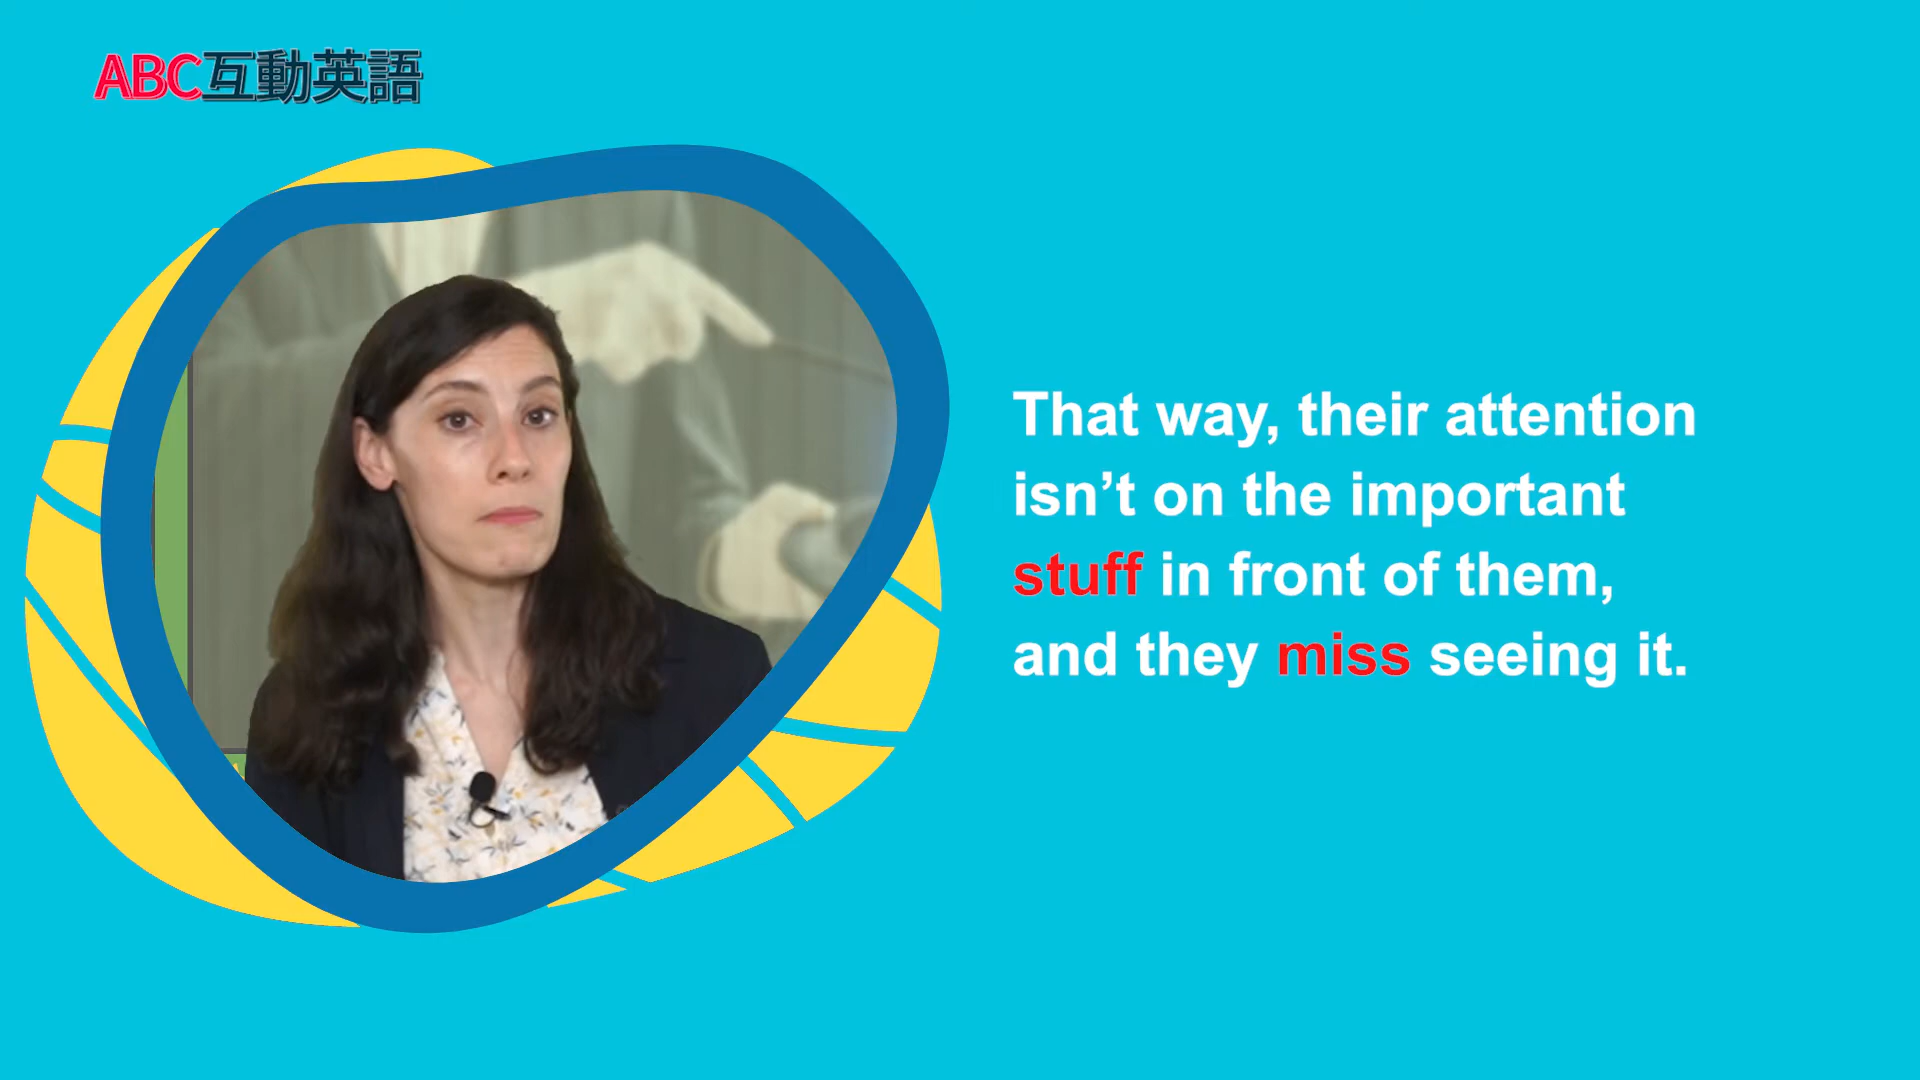 ABC互動英語
That way, their attention
isn’t on the important
stuff in front of them,
and they miss seeing it.